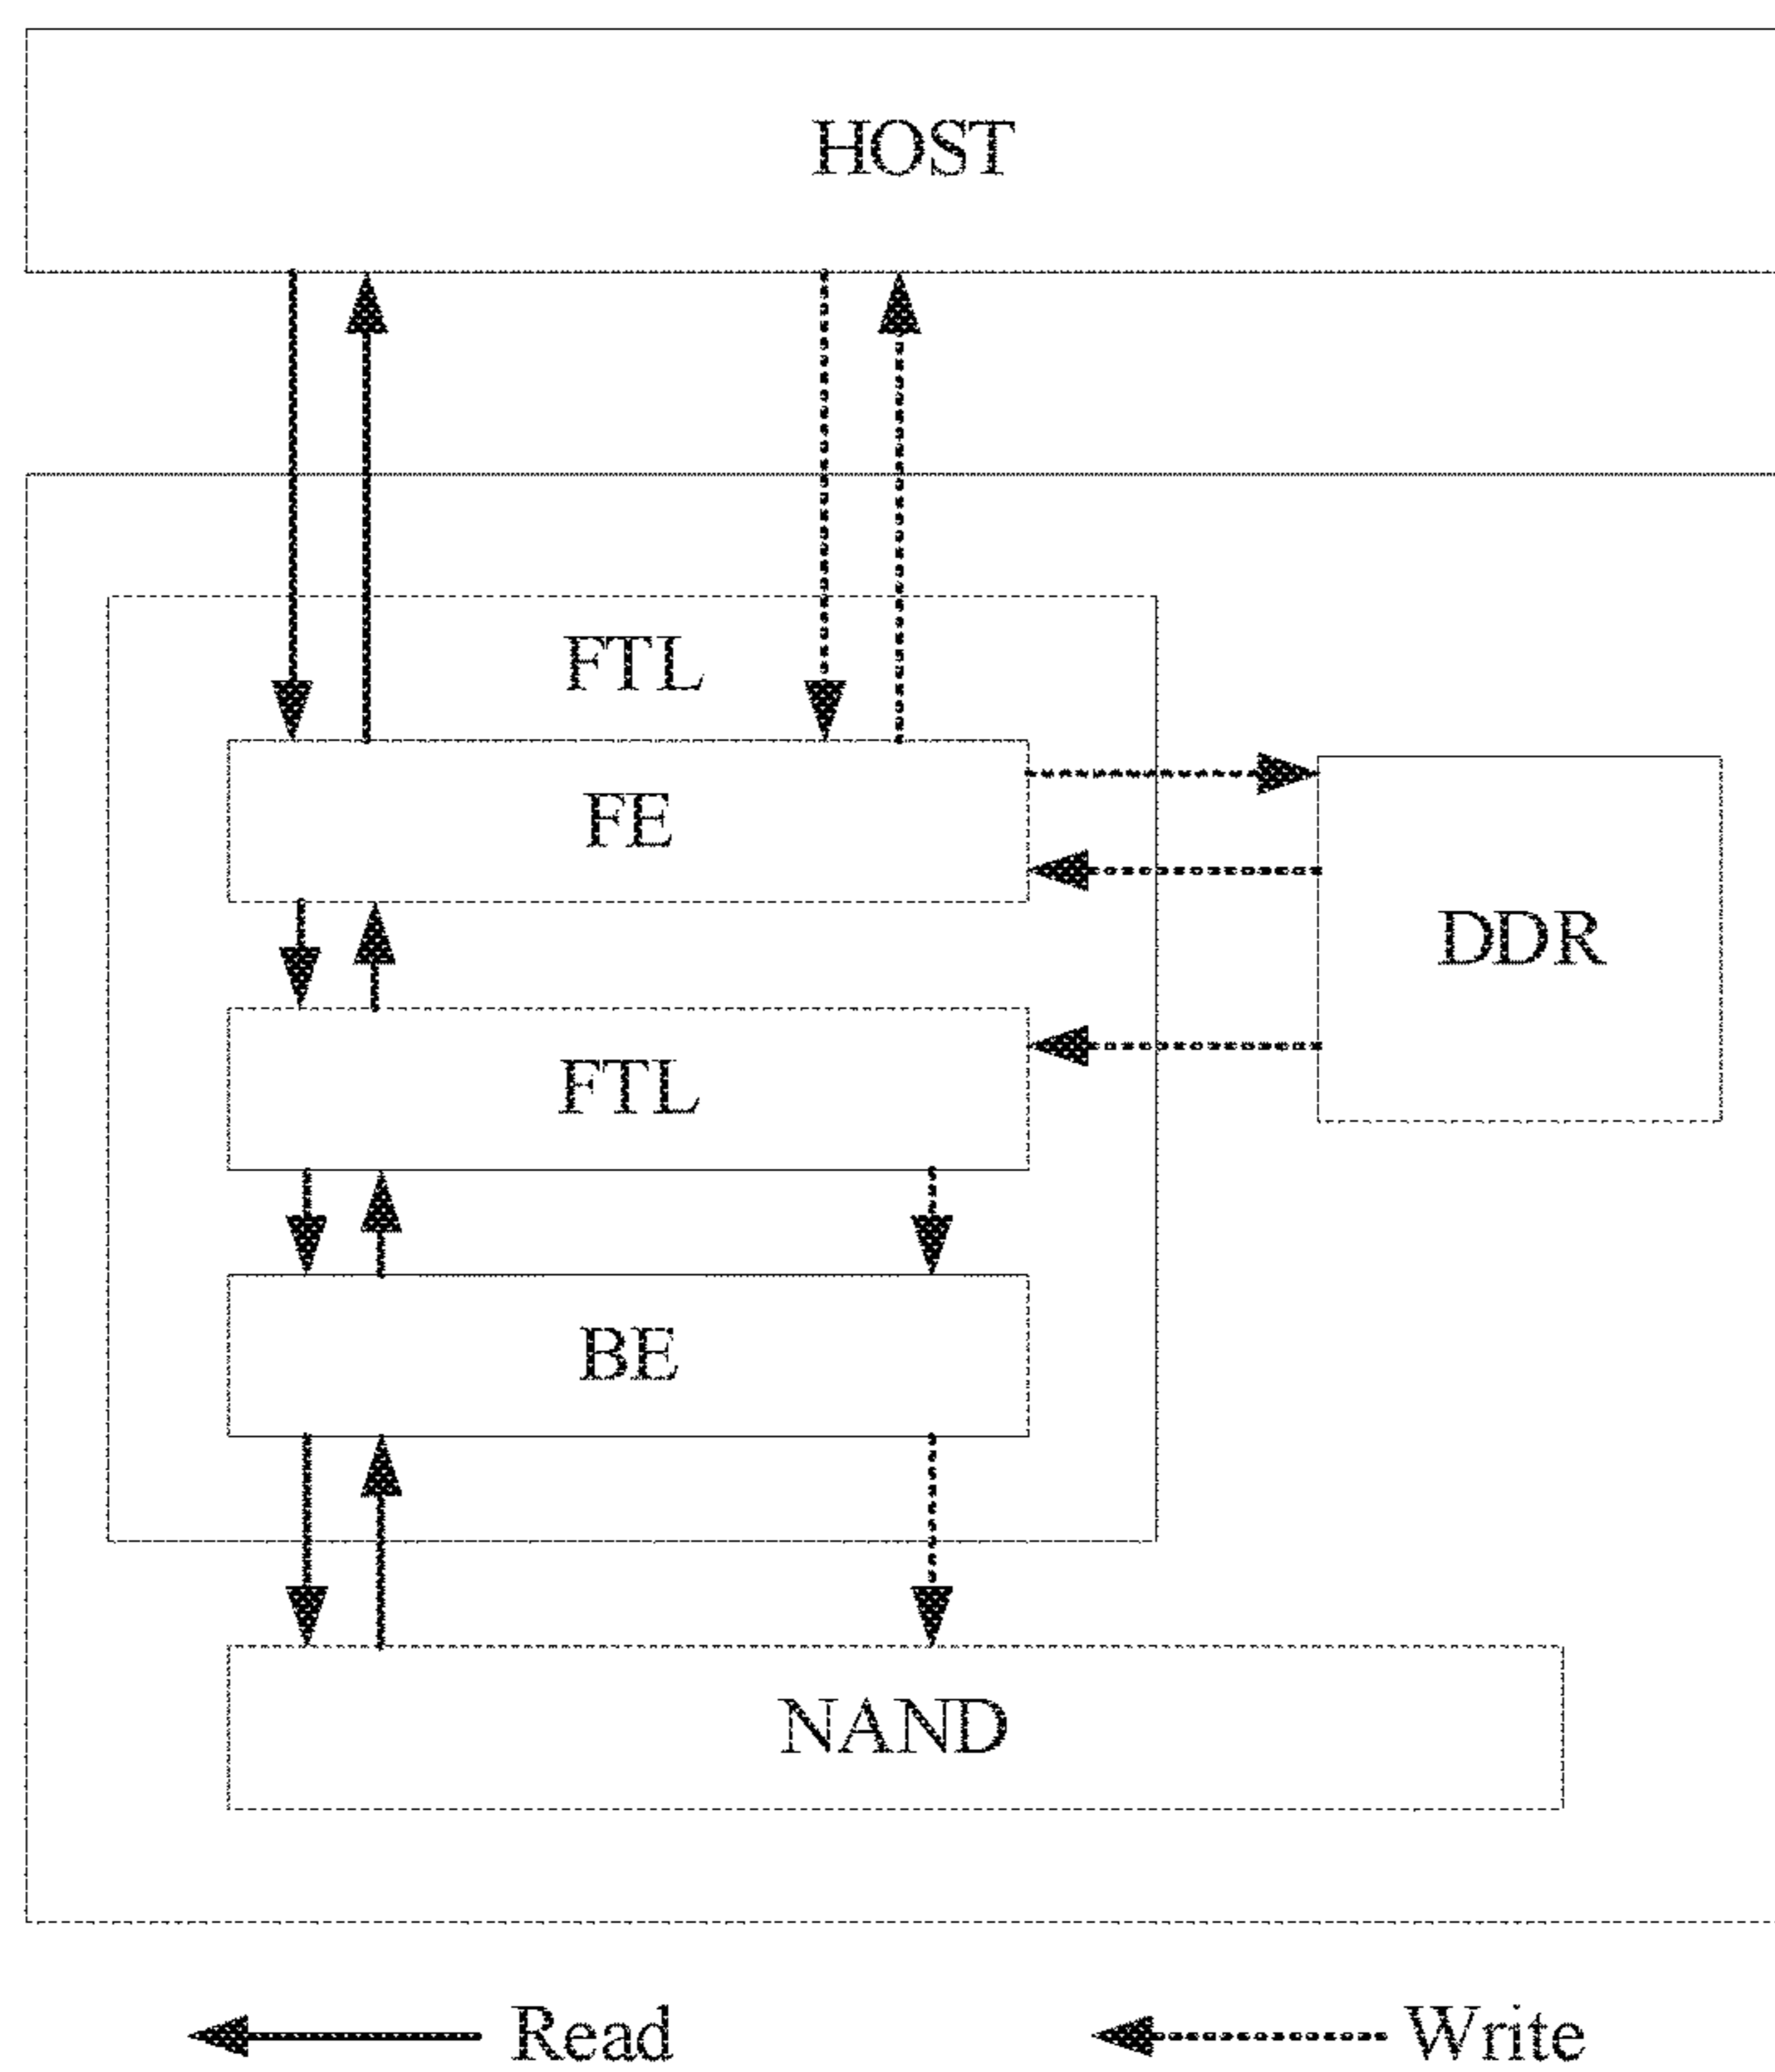 HOST
FTL
FE
DDR
FTL
BE
NAND
Read
Write